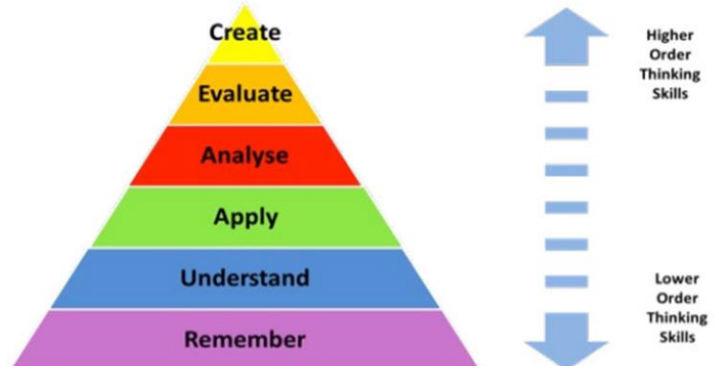 Create
Evaluate
Analyse
Apply
Understand
Remember
Higher
Order
Thinking
Skills
Lower
Order
Thinking
Skills